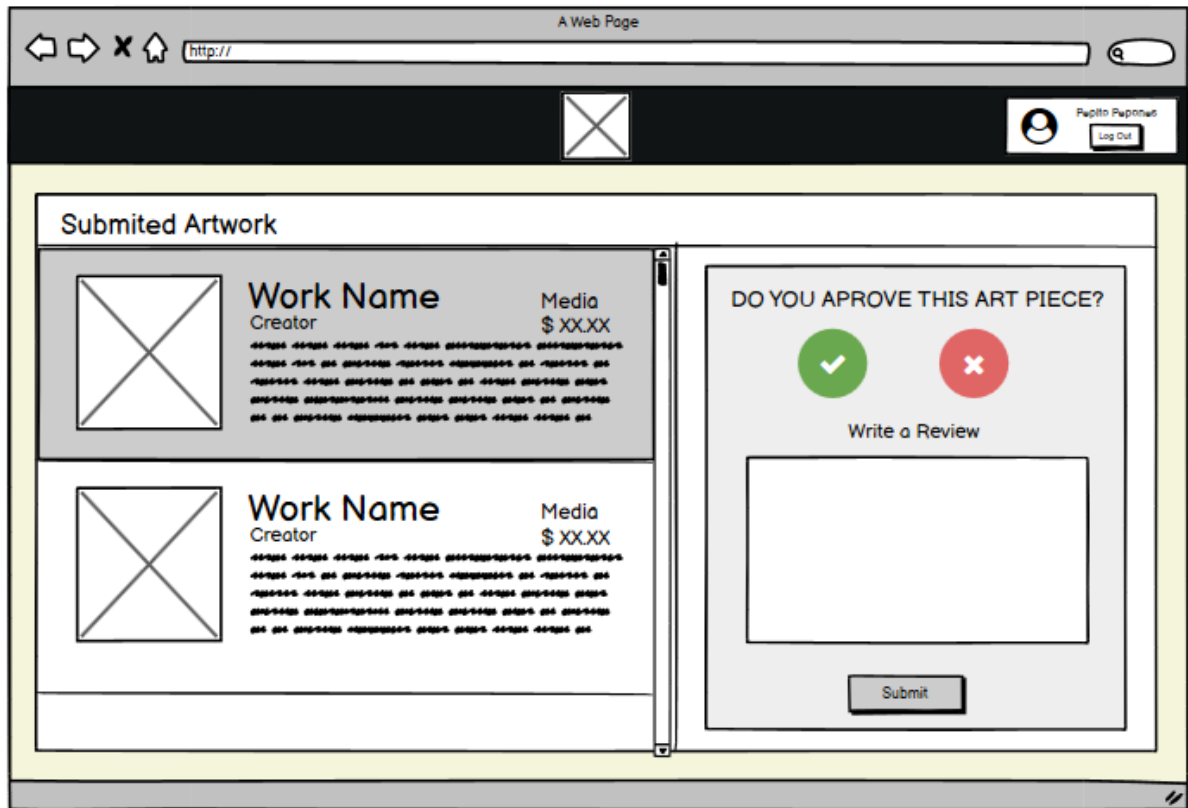 A Web Page
http://
Pepito Pepones
Log Out
Submited Artwork
Work Name
Creator
Media
$ XX.XX
Work Name
Creator
Media
$ XX.XX
DO YOU APROVE THIS ART PIECE?
Write a Review
Submit